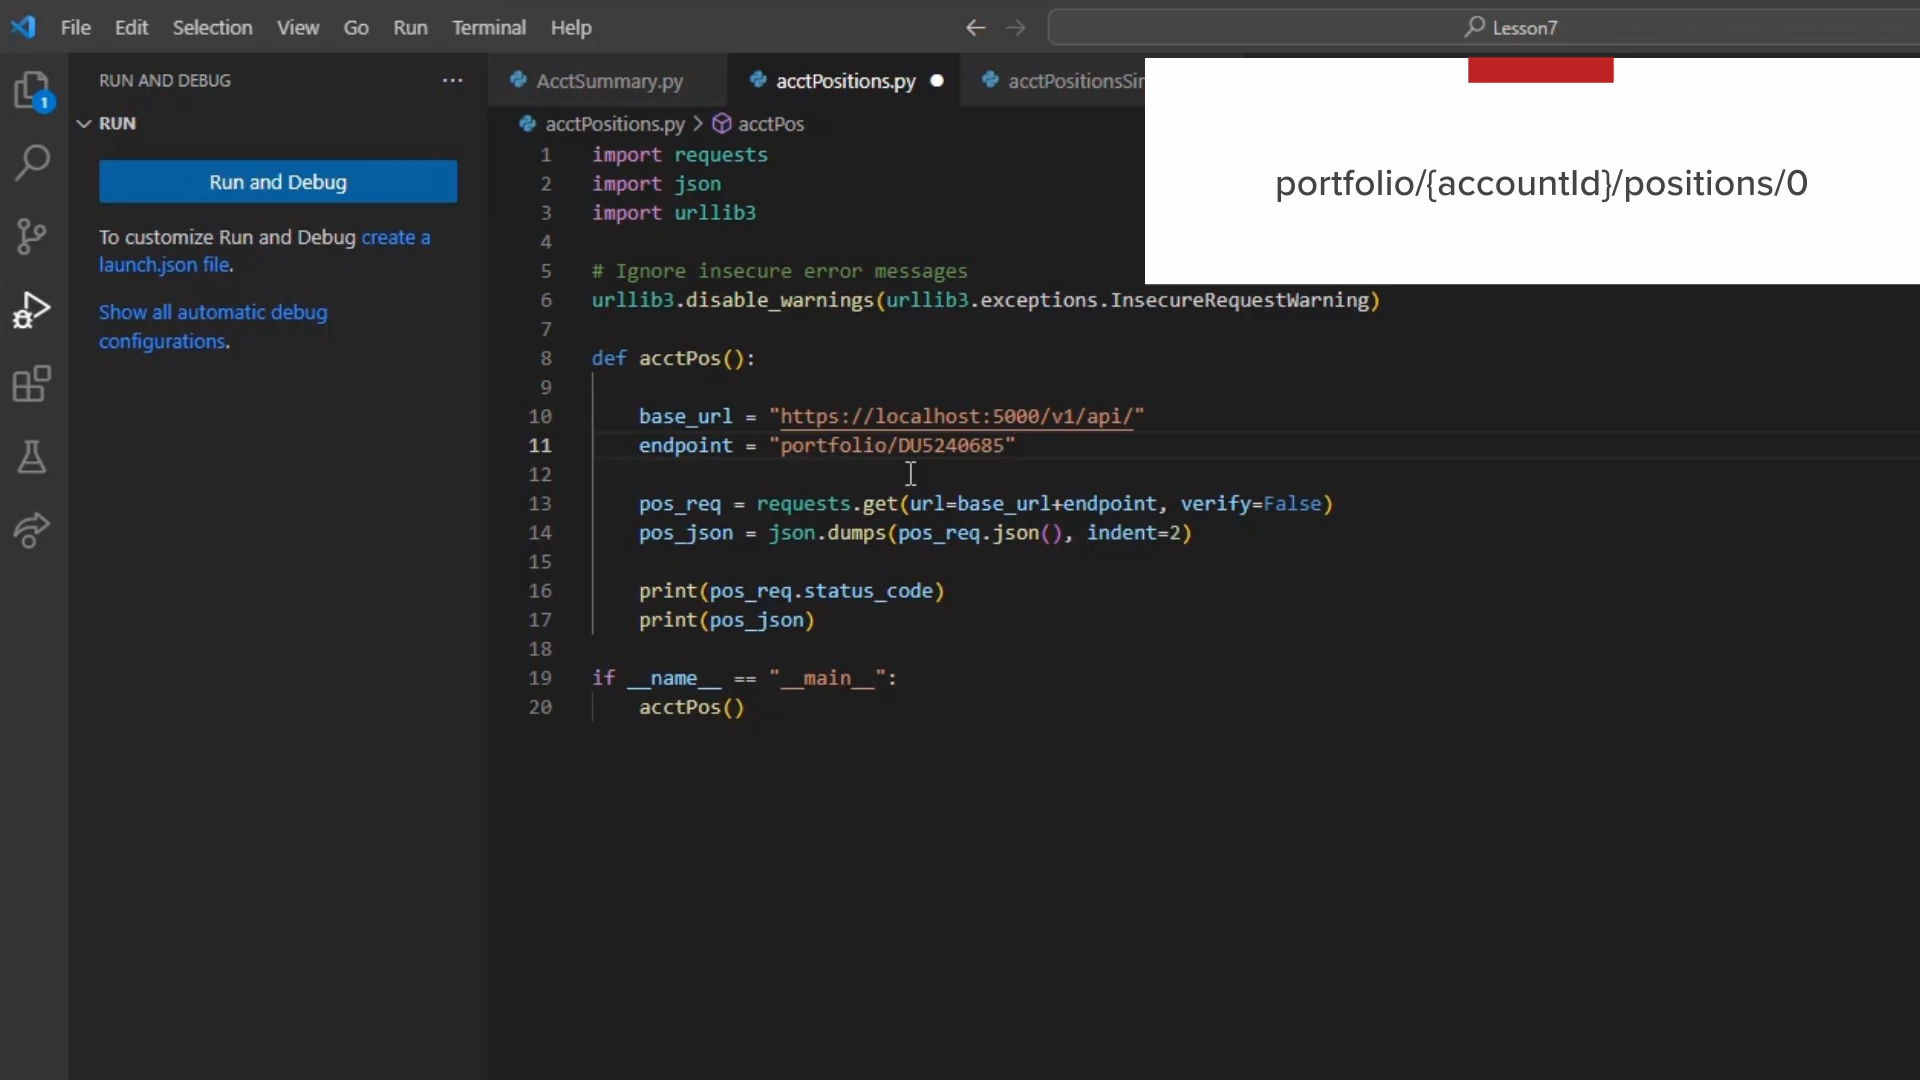 File Edit Selection View Go Run Terminal Help
Lesson7
RUN AND DEBUG ···
AcctSummary.py
acctPositions.py
acctPositionsSi
1
RUN
Run and Debug
To customize Run and Debug create a
launch.json file.
Show all automatic debug
configurations.
acctPositions.py > acctPos
portfolio/{accountId}/positions/0
1 import requests
2 import json
3 import urllib3
4
5 # Ignore insecure error messages
6 urllib3.disable_warnings(urllib3.exceptions.InsecureRequestWarning)
7
8 def acctPos():
9
10 base_url = "https://localhost:5000/v1/api/"
11 endpoint = "portfolio/DU5240685"
12
13 pos_req = requests.get(url=base_url+endpoint, verify=False)
14 pos_json = json.dumps(pos_req.json(), indent=2)
15
16 print(pos_req.status_code)
17 print(pos_json)
18
19 if __name__ == "__main__":
20 acctPos()